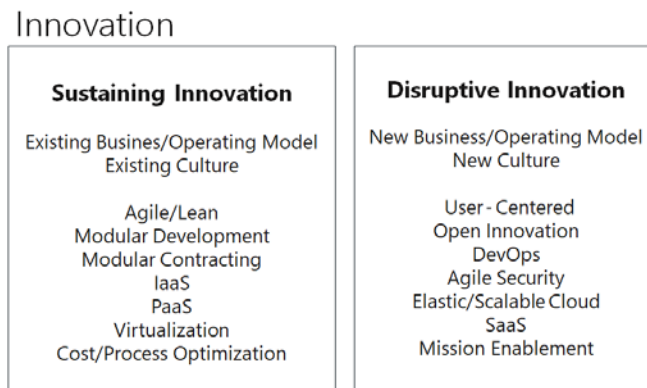 Innovation
Sustaining Innovation
Existing Busines/Operating Model
Existing Culture
Agile/Lean
Modular Development
Modular Contracting
IaaS
PaaS
Virtualization
Cost/Process Optimization
Disruptive Innovation
New Business/Operating Model
New Culture
User-Centered
Open Innovation
DevOps
Agile Security
Elastic/Scalable Cloud
SaaS
Mission Enablement